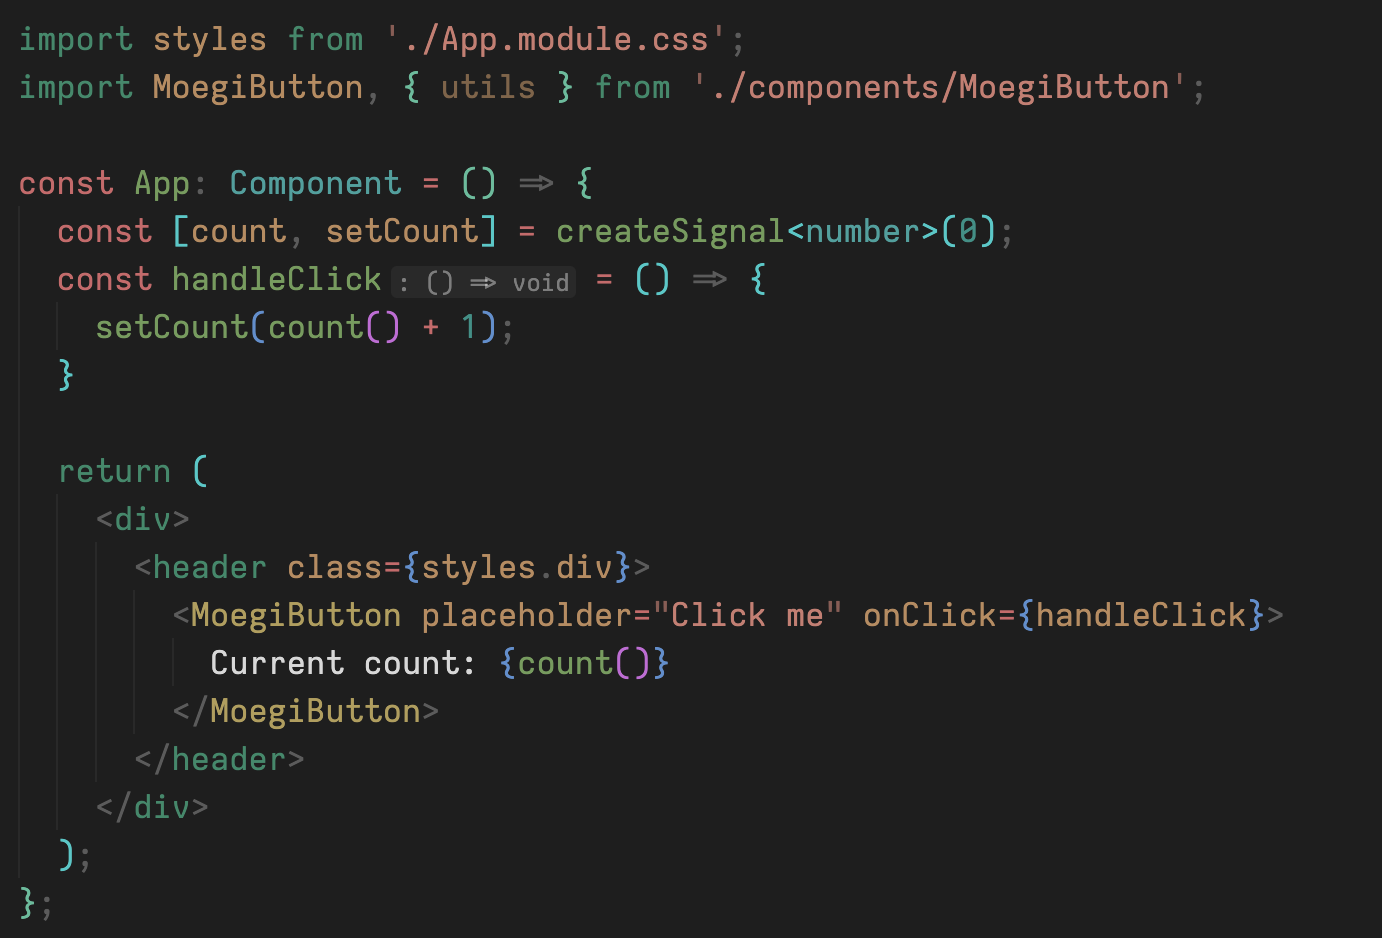 import styles from './App.module.css';
import MoegiButton, { utils } from './components/MoegiButton';

const App: Component = () => {
  const [count, setCount] = createSignal<number>(0);
  const handleClick: () => void = () => {
    setCount(count() + 1);
  }

  return (
    <div>
      <header class={styles.div}>
        <MoegiButton placeholder="Click me" onClick={handleClick}>
          Current count: {count()}
        </MoegiButton>
      </header>
    </div>
  );
};